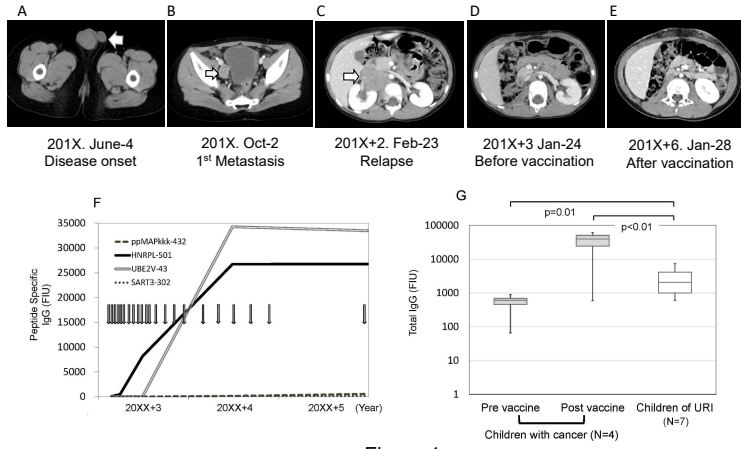 A
B
C
D
E
201X. June-4
Disease onset
201X. Oct-2
1st Metastasis
201X+2. Feb-23
Relapse
201X+3 Jan-24
Before vaccination
201X+6. Jan-28
After vaccination
F
Peptide Specific
IgG (FIU)
35000
30000
25000
20000
15000
10000
5000
0
ppMAPkkk-432
HNRPL-501
UBE2V-43
SART3-302
20XX+3
20XX+4
20XX+5
(Year)
G
p=0.01
p<0.01
Total IgG (FIU)
100000
10000
1000
100
10
1
Pre vaccine
Post vaccine
Children of URI
(N=7)
Children with cancer (N=4)